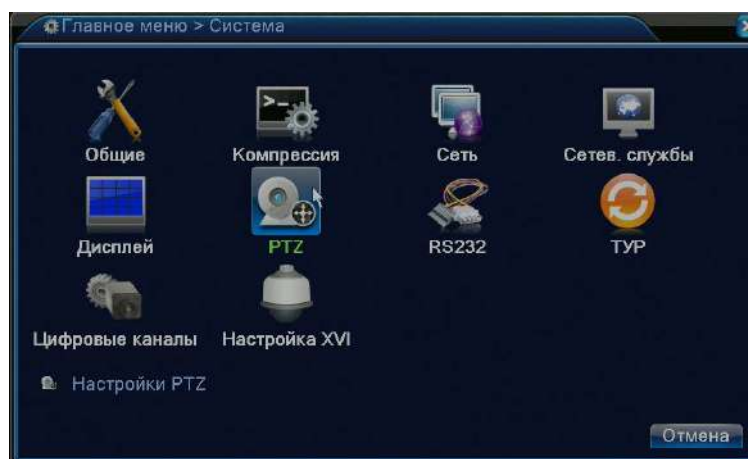 Главное меню > Система
Общие
Компрессия
Сеть
Сетев. службы
Дисплей
PTZ
RS232
ТУР
Цифровые каналы
Настройка XVI
Настройки PTZ
Отмена